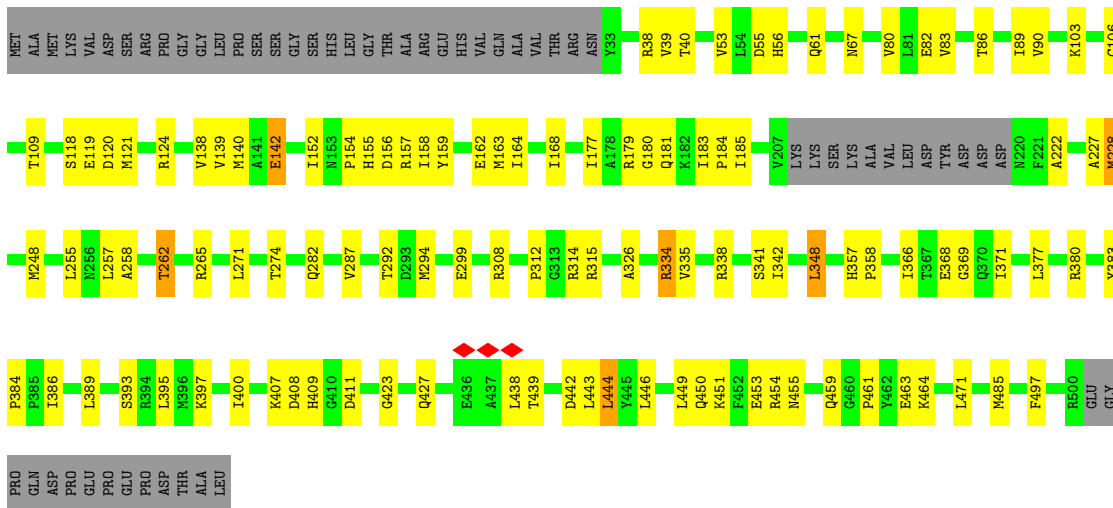 MET ALA MET LYS VAL ASP SER ARG PRO GLY GLY LEU PRO SER SER GLY SER HIS LEU GLY THR ALA ARG GLU HIS VAL GLN ALA VAL THR ARG ASN Y33 R38 V39 T40 V53 L54 D55 H56 Q61 N67 V80 L81 E82 V83 T86 I89 V90 K103 G106
T109 S118 E119 D120 M121 R124 V138 V139 M140 A141 E142 I152 N153 P154 H155 D156 R157 I158 Y159 E162 M163 I164 I168 I177 A178 R179 G180 Q181 K182 I183 P184 I185 V207 LYS LYS SER LYS ALA VAL LEU ASP TYR ASP ASP ASP N220 F221 A222 A227 M228
M248 L255 N256 L257 A258 T262 R265 L271 T274 Q282 V287 T292 D293 M294 E299 R308 P312 G313 R314 R315 A326 R334 V335 R338 S341 I342 L348 H357 P358 I366 T367 E368 G369 Q370 I371 L377 R380 Y383
P384 P385 I386 L389 S393 R394 L395 M396 K397 I400 K407 D408 H409 G410 D411 G423 Q427 E436 A437 L438 T439 D442 L443 L444 Y445 L446 L449 Q450 K451 F452 E453 R454 N455 Q459 G460 P461 Y462 E463 K464 L471 M485 F497 R500 GLU GLY
PRO GLN ASP PRO GLU PRO GLU PRO ASP THR ALA LEU